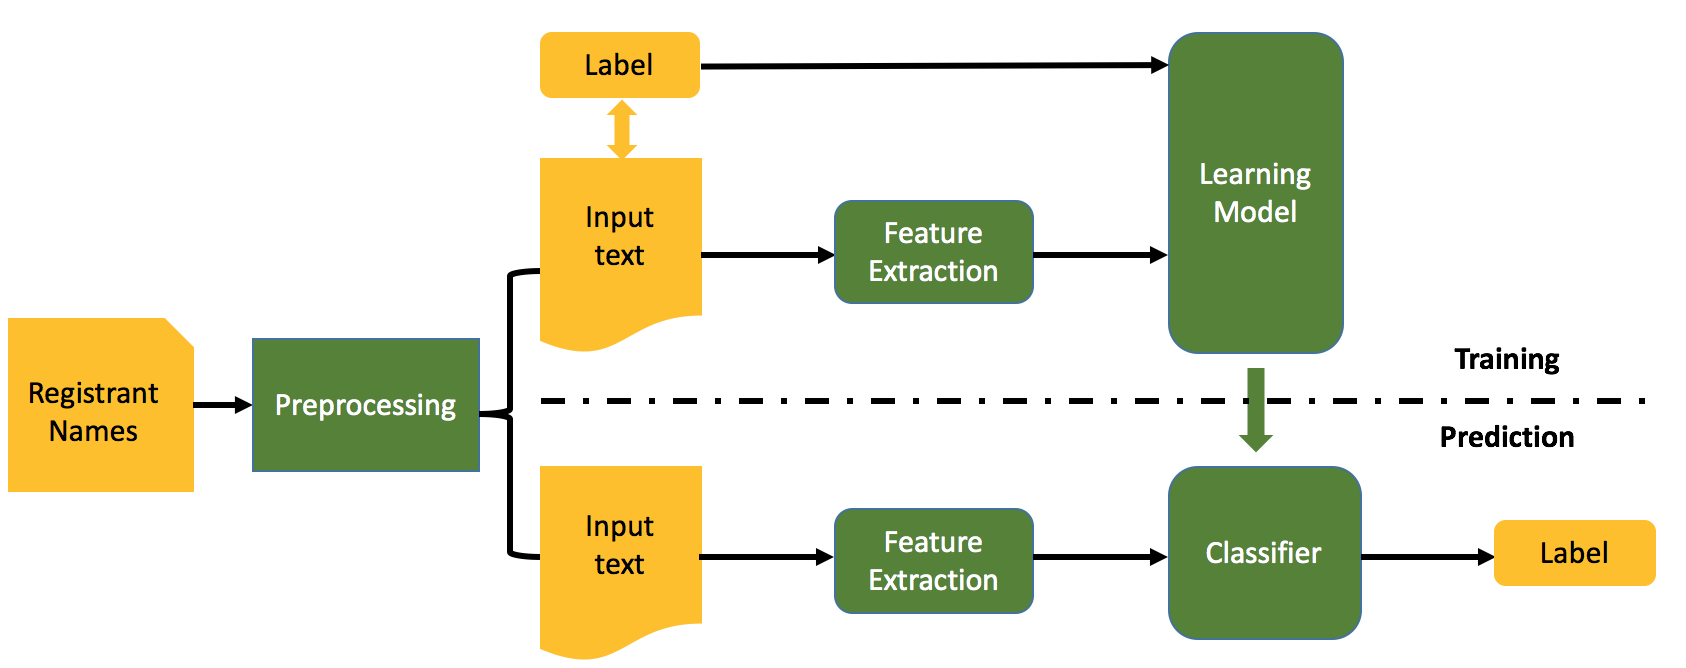 Label
Input
text
Feature
Extraction
Learning
Model
Registrant
Names
Preprocessing
Training
Prediction
Input
text
Feature
Extraction
Classifier
Label